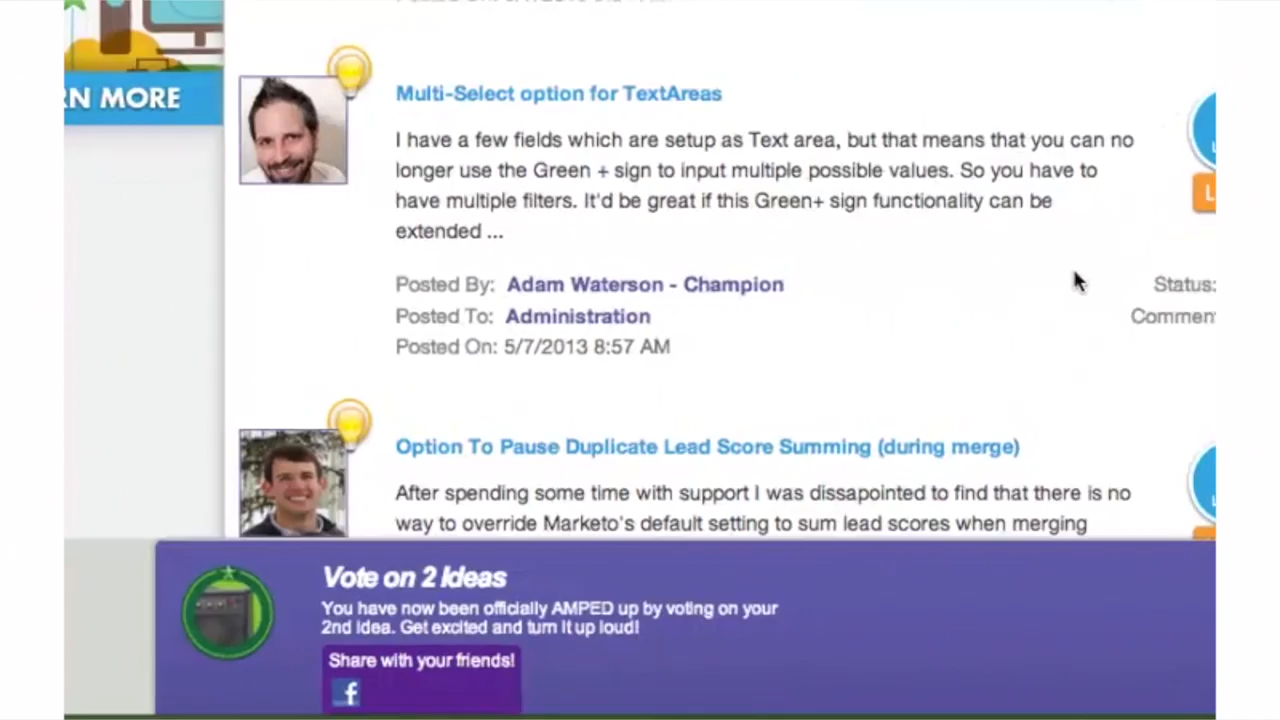 RN MORE
Multi-Select option for TextAreas
I have a few fields which are setup as Text area, but that means that you can no
longer use the Green + sign to input multiple possible values. So you have to
have multiple filters. It'd be great if this Green+ sign functionality can be
extended ...
Posted By: Adam Waterson - Champion
Status:
Posted To: Administration
Commen
Posted On: 5/7/2013 8:57 AM
Option To Pause Duplicate Lead Score Summing (during merge)
After spending some time with support I was dissapointed to find that there is no
way to override Marketo's default setting to sum lead scores when merging
Vote on 2 Ideas
You have now been officially AMPED up by voting on your
2nd idea. Get excited and turn it up loud!
Share with your friends!